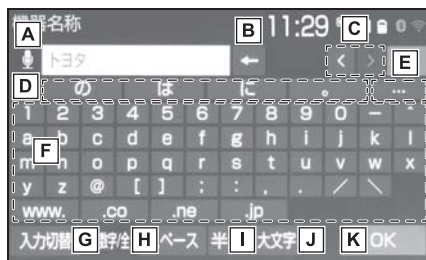 機器名称 B 11:29 C
A トヨタ ← < > E
D の は に 。 …
1 2 3 4 5 6 7 8 9 0 - ^
a b c d e f g h i j k l
F m n o p q r s t u v w x
y z @ [ ] ; : , . / \
www. .co .ne .jp
入力切替 G 数字/全 H ペース 半 I 大文字 J K OK